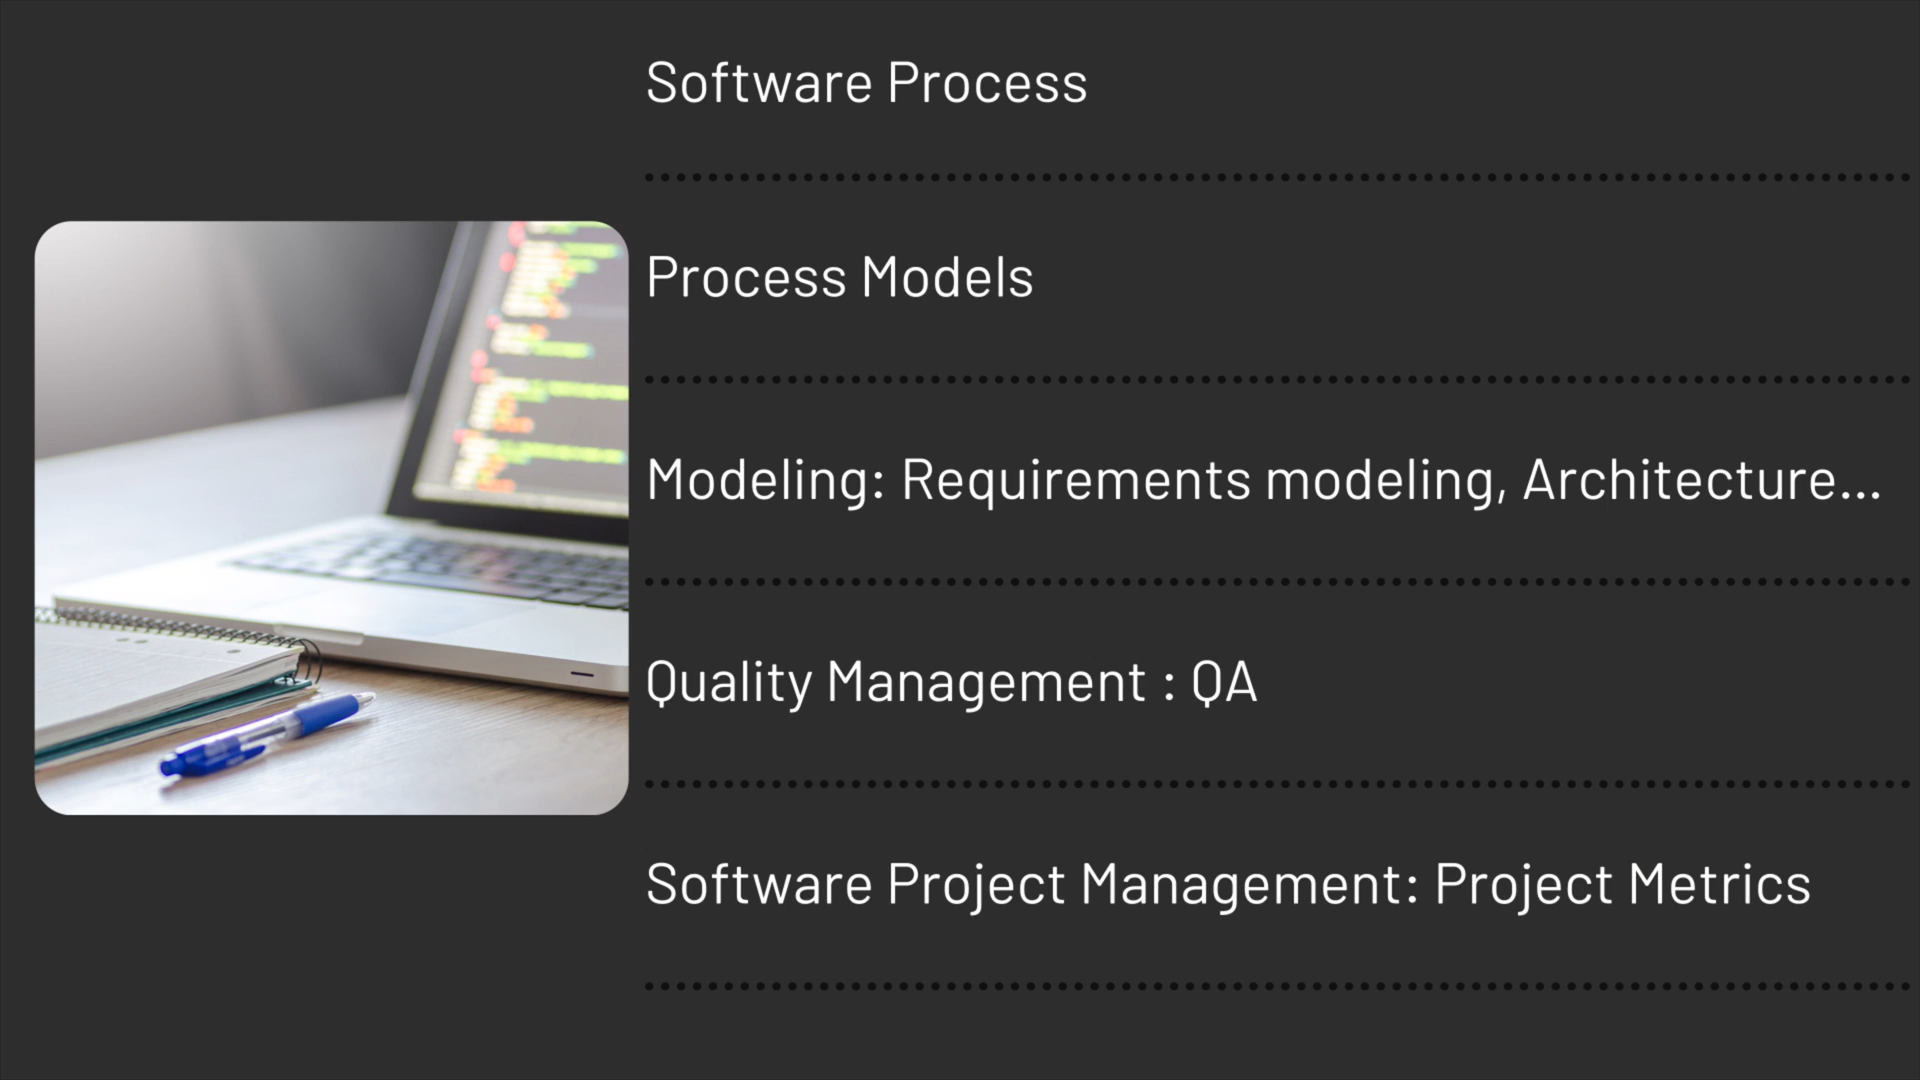 Software Process
Process Models
Modeling: Requirements modeling, Architecture...
Quality Management : QA
Software Project Management: Project Metrics